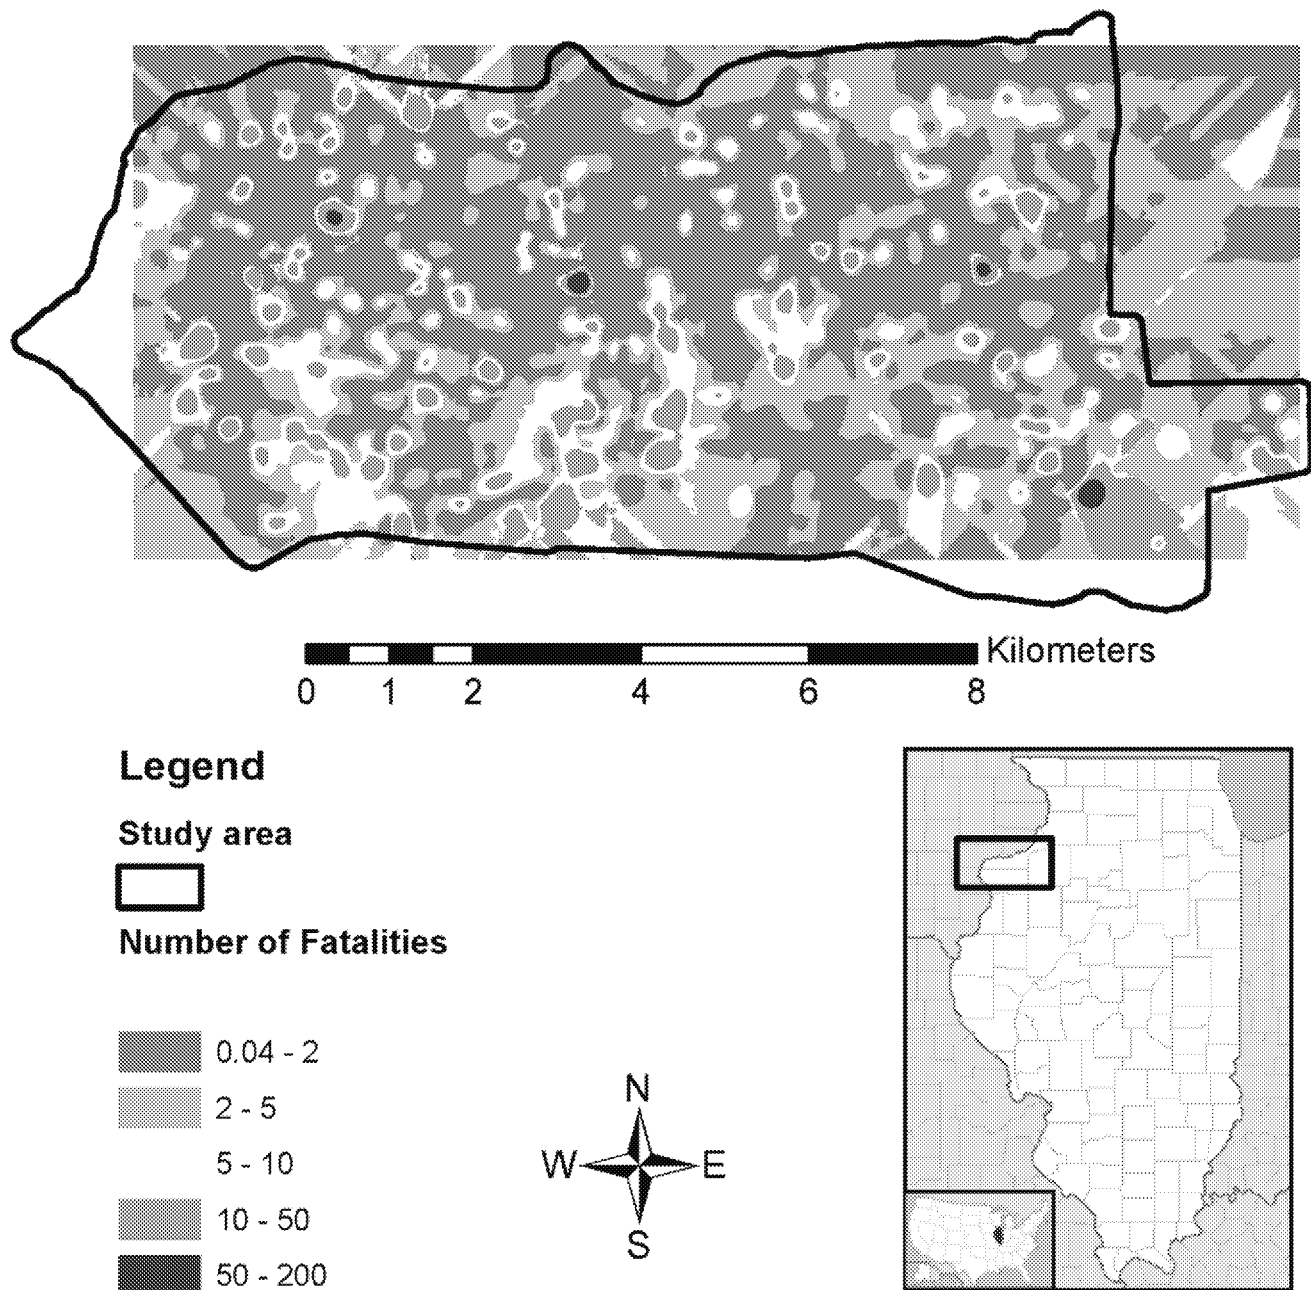 Kilometers
0 1 2 4 6 8
Legend
Study area
Number of Fatalities
0.04 - 2
2 - 5
5 - 10
10 - 50
50 - 200
N
W E
S